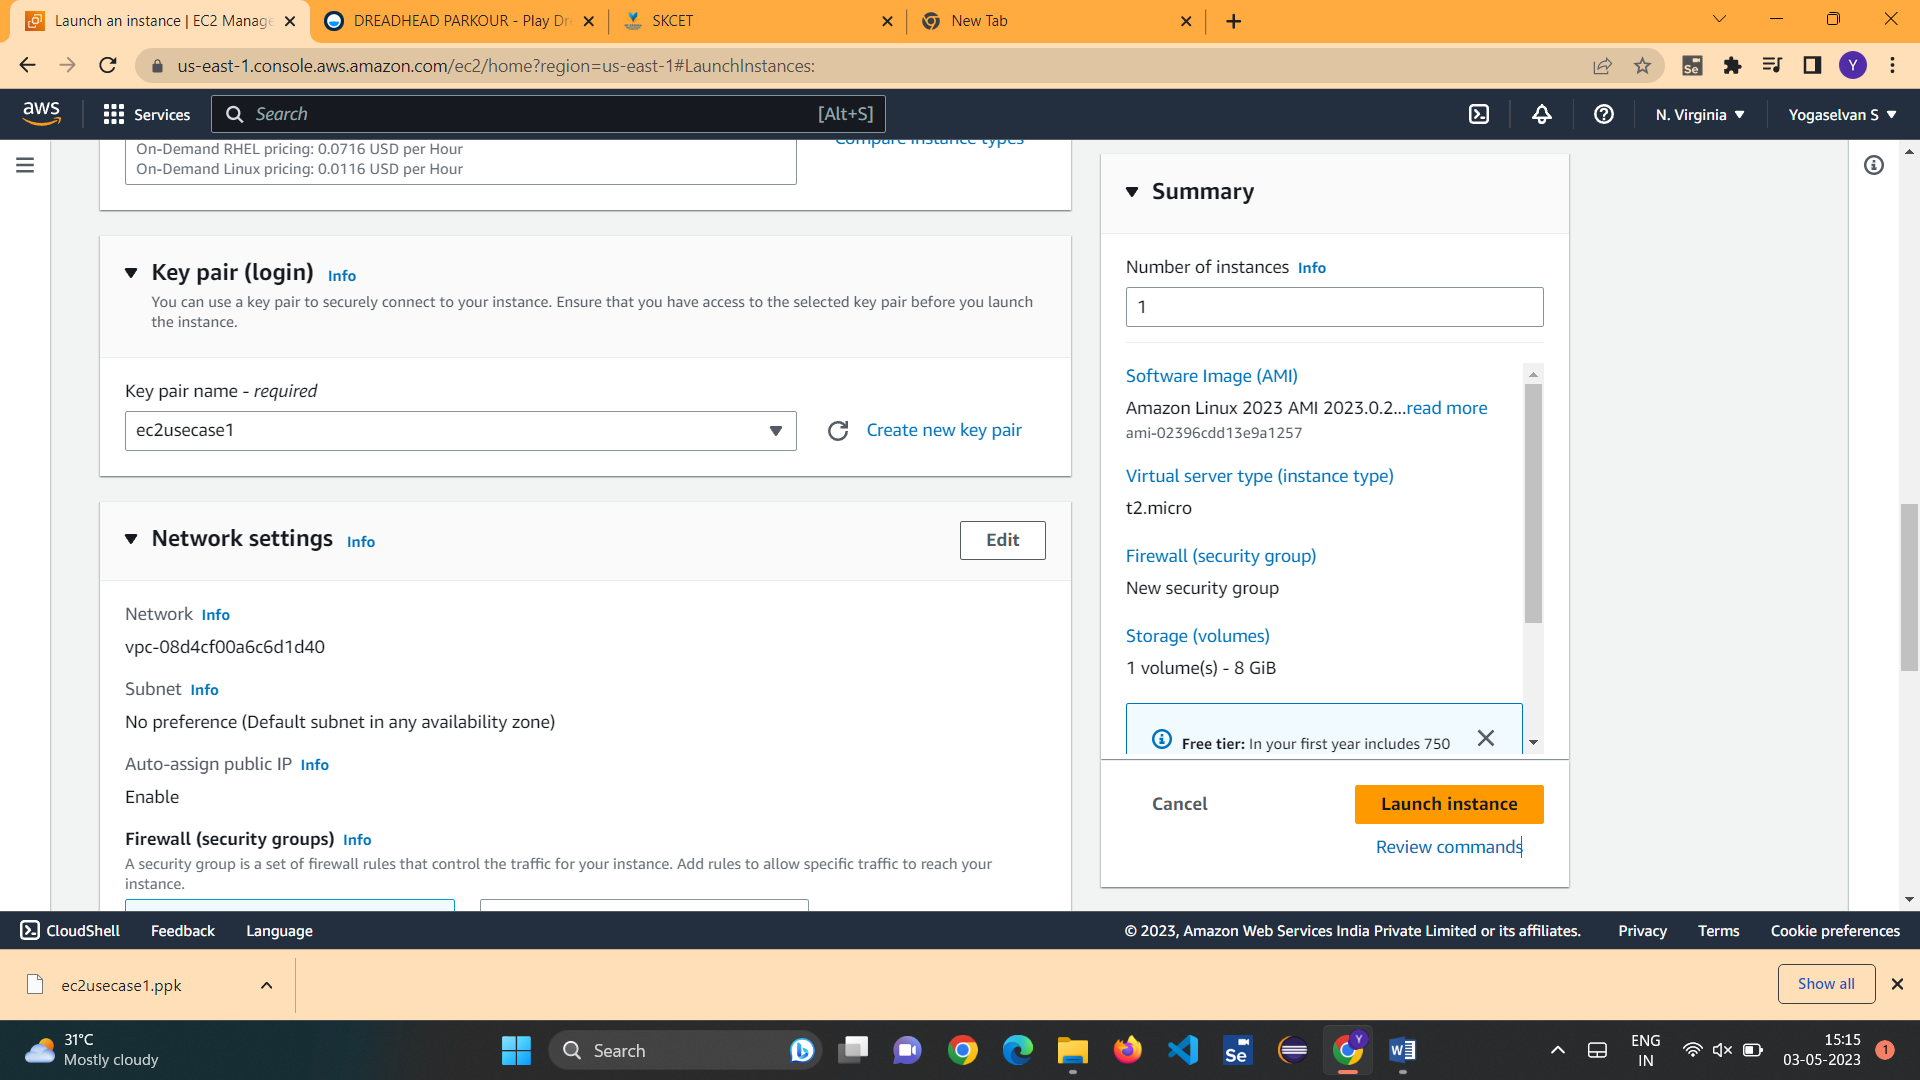 Launch an instance | EC2 Manage
DREADHEAD PARKOUR - Play Dr
SKCET
New Tab
us-east-1.console.aws.amazon.com/ec2/home?region=us-east-1#LaunchInstances:
Se
Y
aws
Services
Search
[Alt+S]
N. Virginia
Yogaselvan S
On-Demand RHEL pricing: 0.0716 USD per Hour
On-Demand Linux pricing: 0.0116 USD per Hour
Compare instance types
Key pair (login) Info
You can use a key pair to securely connect to your instance. Ensure that you have access to the selected key pair before you launch
the instance.
Key pair name - required
ec2usecase1
Create new key pair
Network settings Info
Edit
Network Info
vpc-08d4cf00a6c6d1d40
Subnet Info
No preference (Default subnet in any availability zone)
Auto-assign public IP Info
Enable
Firewall (security groups) Info
A security group is a set of firewall rules that control the traffic for your instance. Add rules to allow specific traffic to reach your
instance.
Summary
Number of instances Info
1
Software Image (AMI)
Amazon Linux 2023 AMI 2023.0.2...read more
ami-02396cdd13e9a1257
Virtual server type (instance type)
t2.micro
Firewall (security group)
New security group
Storage (volumes)
1 volume(s) - 8 GiB
Free tier: In your first year includes 750
Cancel
Launch instance
Review commands
CloudShell
Feedback
Language
© 2023, Amazon Web Services India Private Limited or its affiliates.
Privacy
Terms
Cookie preferences
ec2usecase1.ppk
Show all
31°C
Mostly cloudy
Search
Se
Y
ENG
IN
15:15
03-05-2023
1